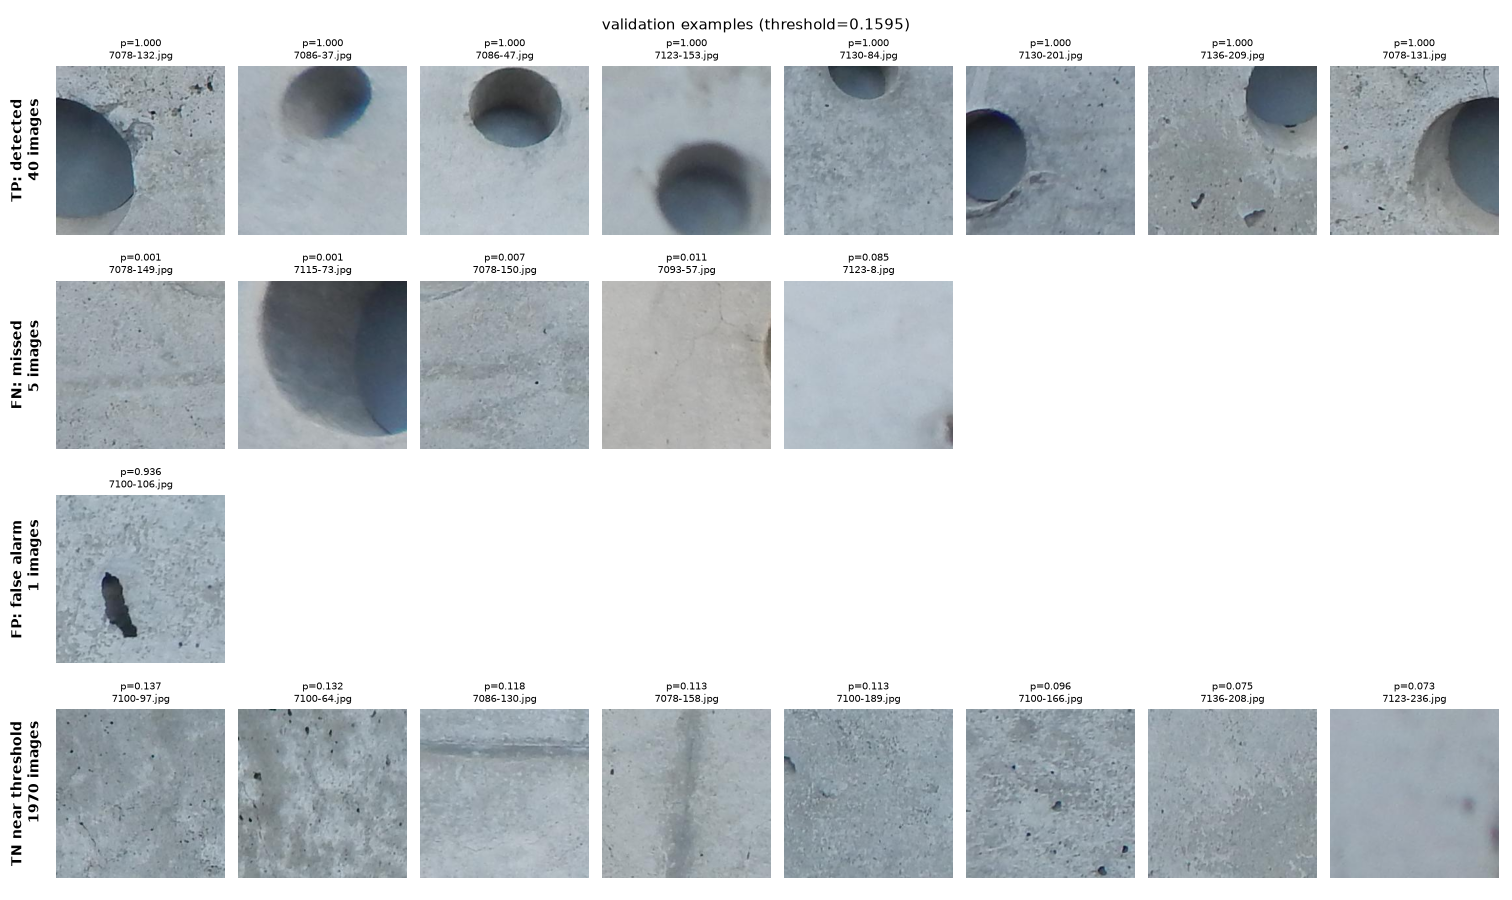 validation examples (threshold=0.1595)
p=1.000 p=1.000 p=1.000 p=1.000 p=1.000 p=1.000 p=1.000 p=1.000
7078-132.jpg 7086-37.jpg 7086-47.jpg 7123-153.jpg 7130-84.jpg 7130-201.jpg 7136-209.jpg 7078-131.jpg
TP: detected
40 images
p=0.001 p=0.001 p=0.007 p=0.011 p=0.085
7078-149.jpg 7115-73.jpg 7078-150.jpg 7093-57.jpg 7123-8.jpg
FN: missed
5 images
p=0.936
7100-106.jpg
FP: false alarm
1 images
p=0.137 p=0.132 p=0.118 p=0.113 p=0.113 p=0.096 p=0.075 p=0.073
7100-97.jpg 7100-64.jpg 7086-130.jpg 7078-158.jpg 7100-189.jpg 7100-166.jpg 7136-208.jpg 7123-236.jpg
TN near threshold
1970 images